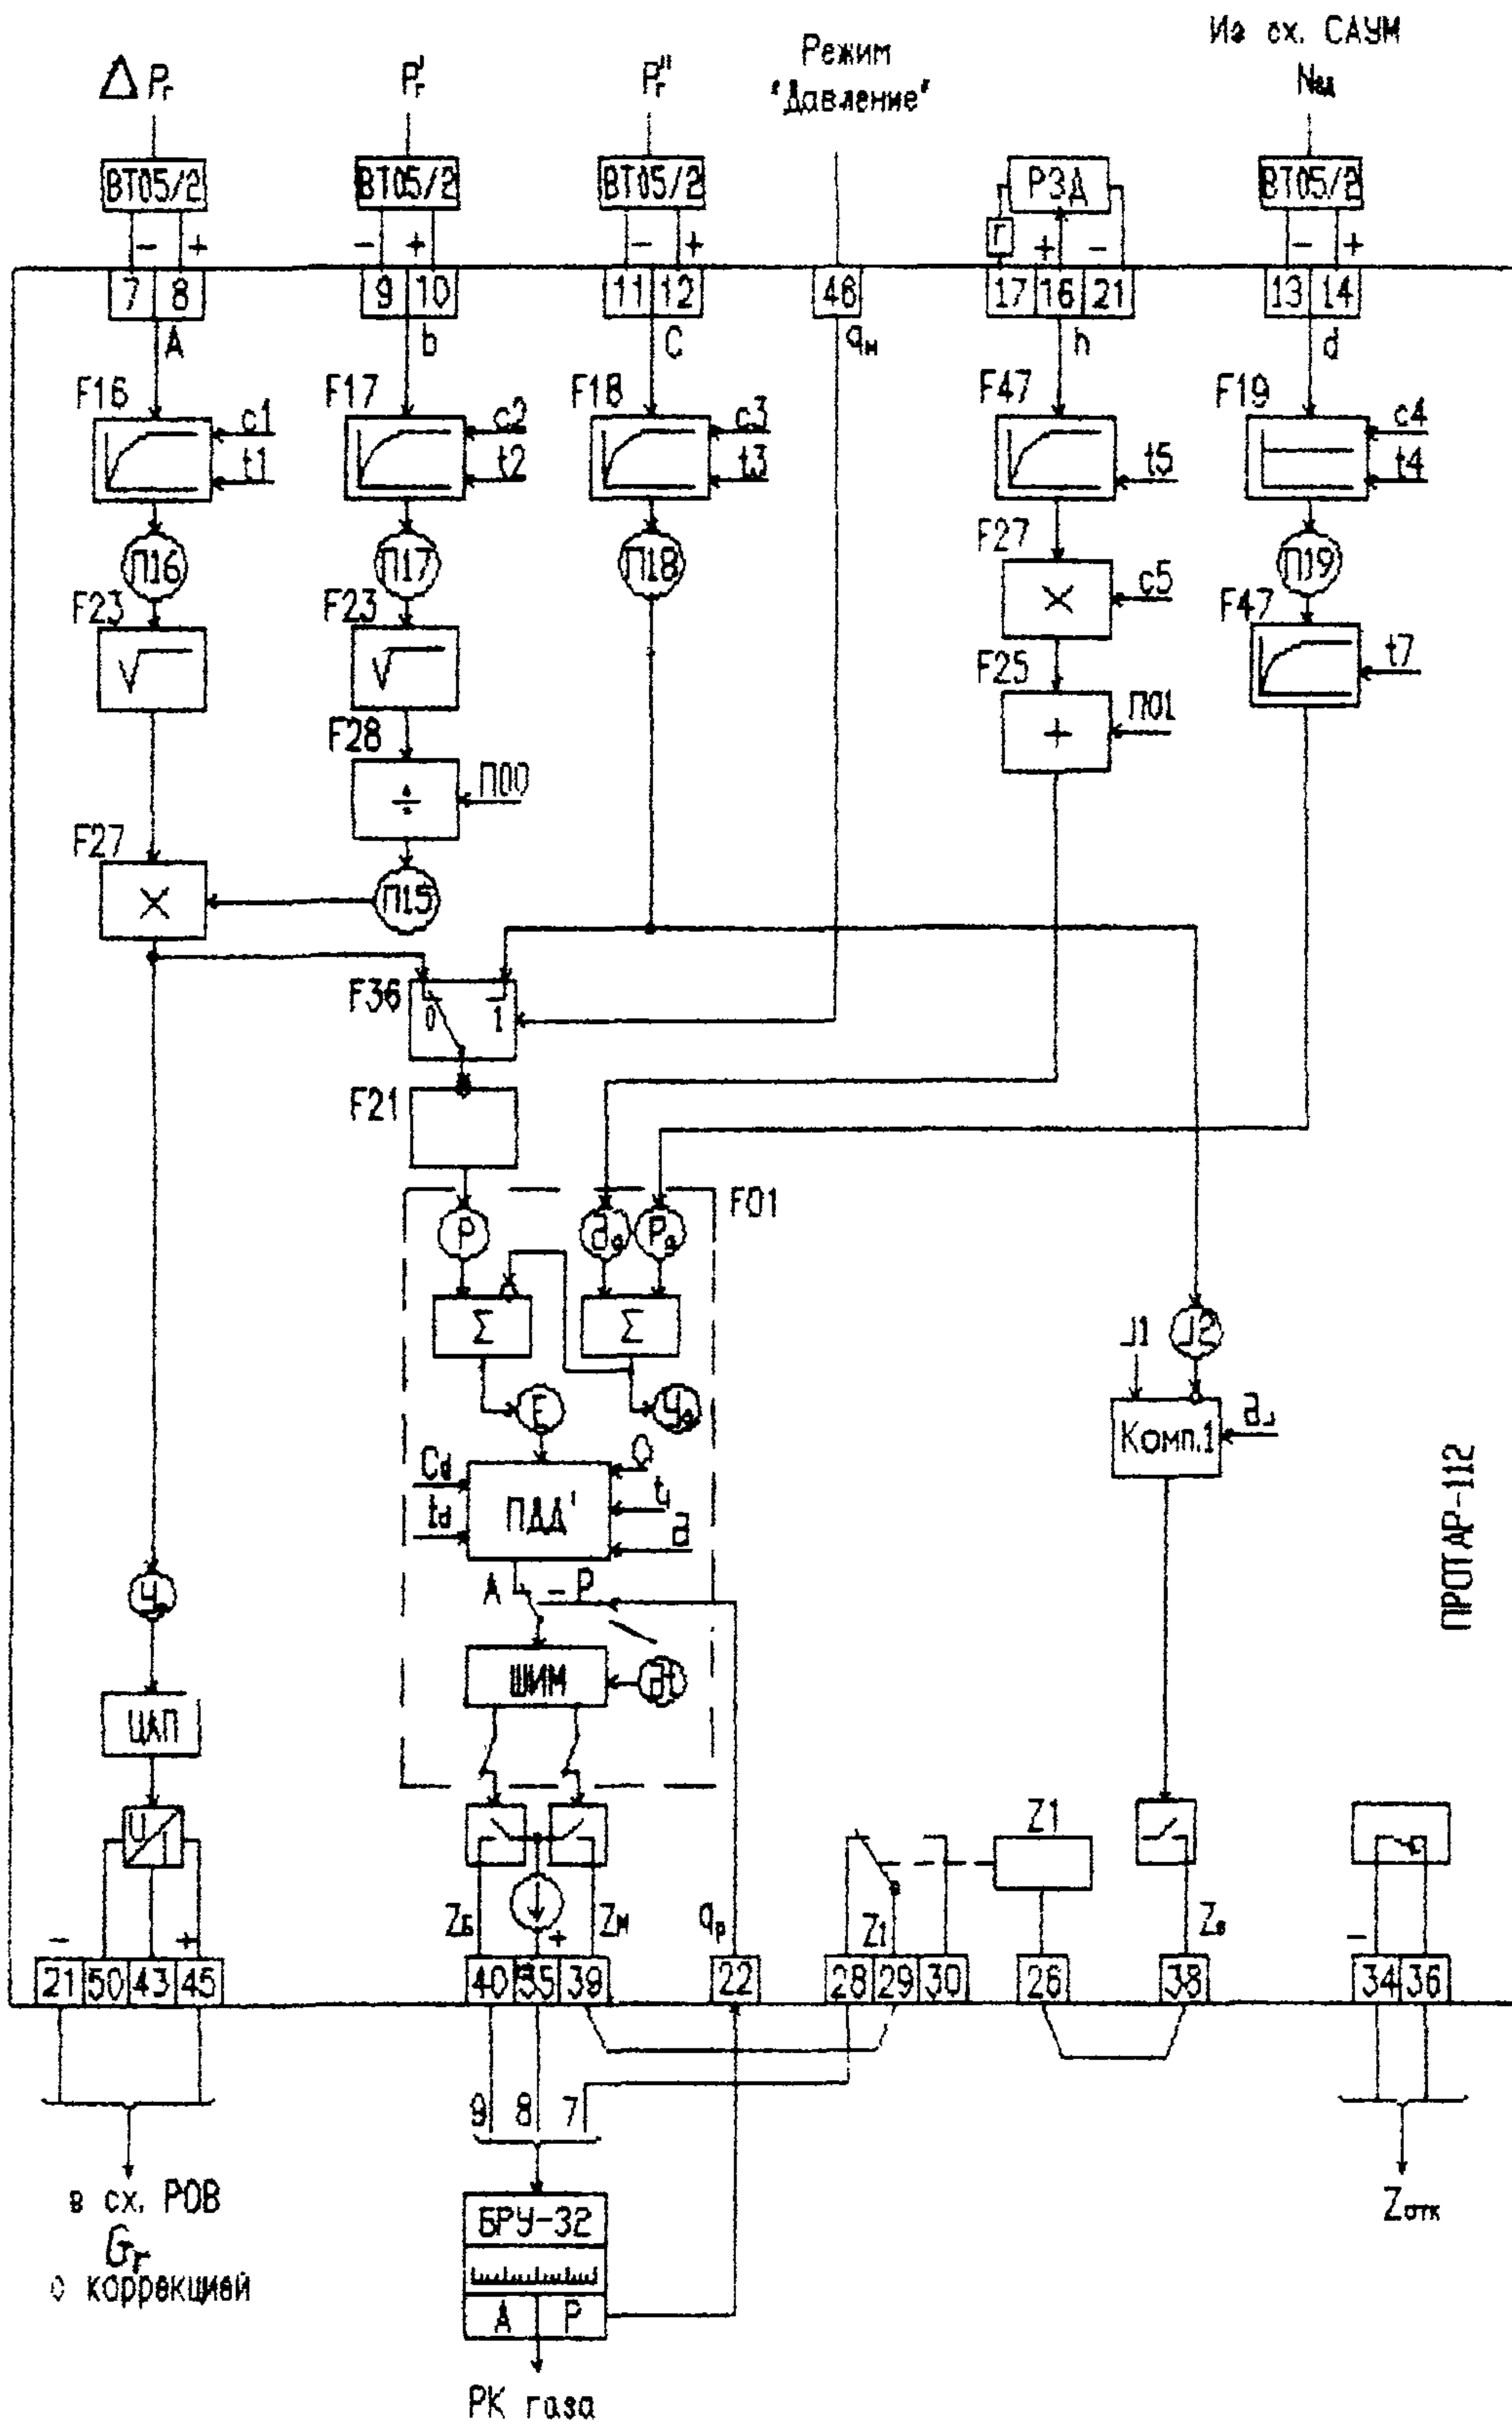 Из сх. САУМ
Режим
"Давление"
Δ Pг
Pг'
Pг"
Nзд
ВТ05/2
ВТ05/2
ВТ05/2
РЗД
ВТ05/2
r
- +
- +
- +
+ -
- +
7 8
9 10
11 12
46
17 16 21
13 14
A
b
C
qн
h
d
F16
F17
F18
F47
F19
c1
c2
c3
c4
t1
t2
t3
t5
t4
П16
П17
П18
F27
П19
×
c5
F23
F23
F47
√
√
F25
t7
F28
+
П01
÷
П00
F27
×
П15
F36
0 1
F21
F01
P
Σ
Σ
J1
J2
E
Комп.1
Cd
td
ПДД'
A
- P
ШИМ
ЦАП
U
I
Z1
ZБ
+
Zм
qр
Z1
- +
-
21 50 43 45
40 35 39
22
28 29 30
26
38
34 36
9 8 7
в сх. РОВ
Gг
с коррекцией
БРУ-32
A P
РК газа
Zотк
ПРОТАР-112